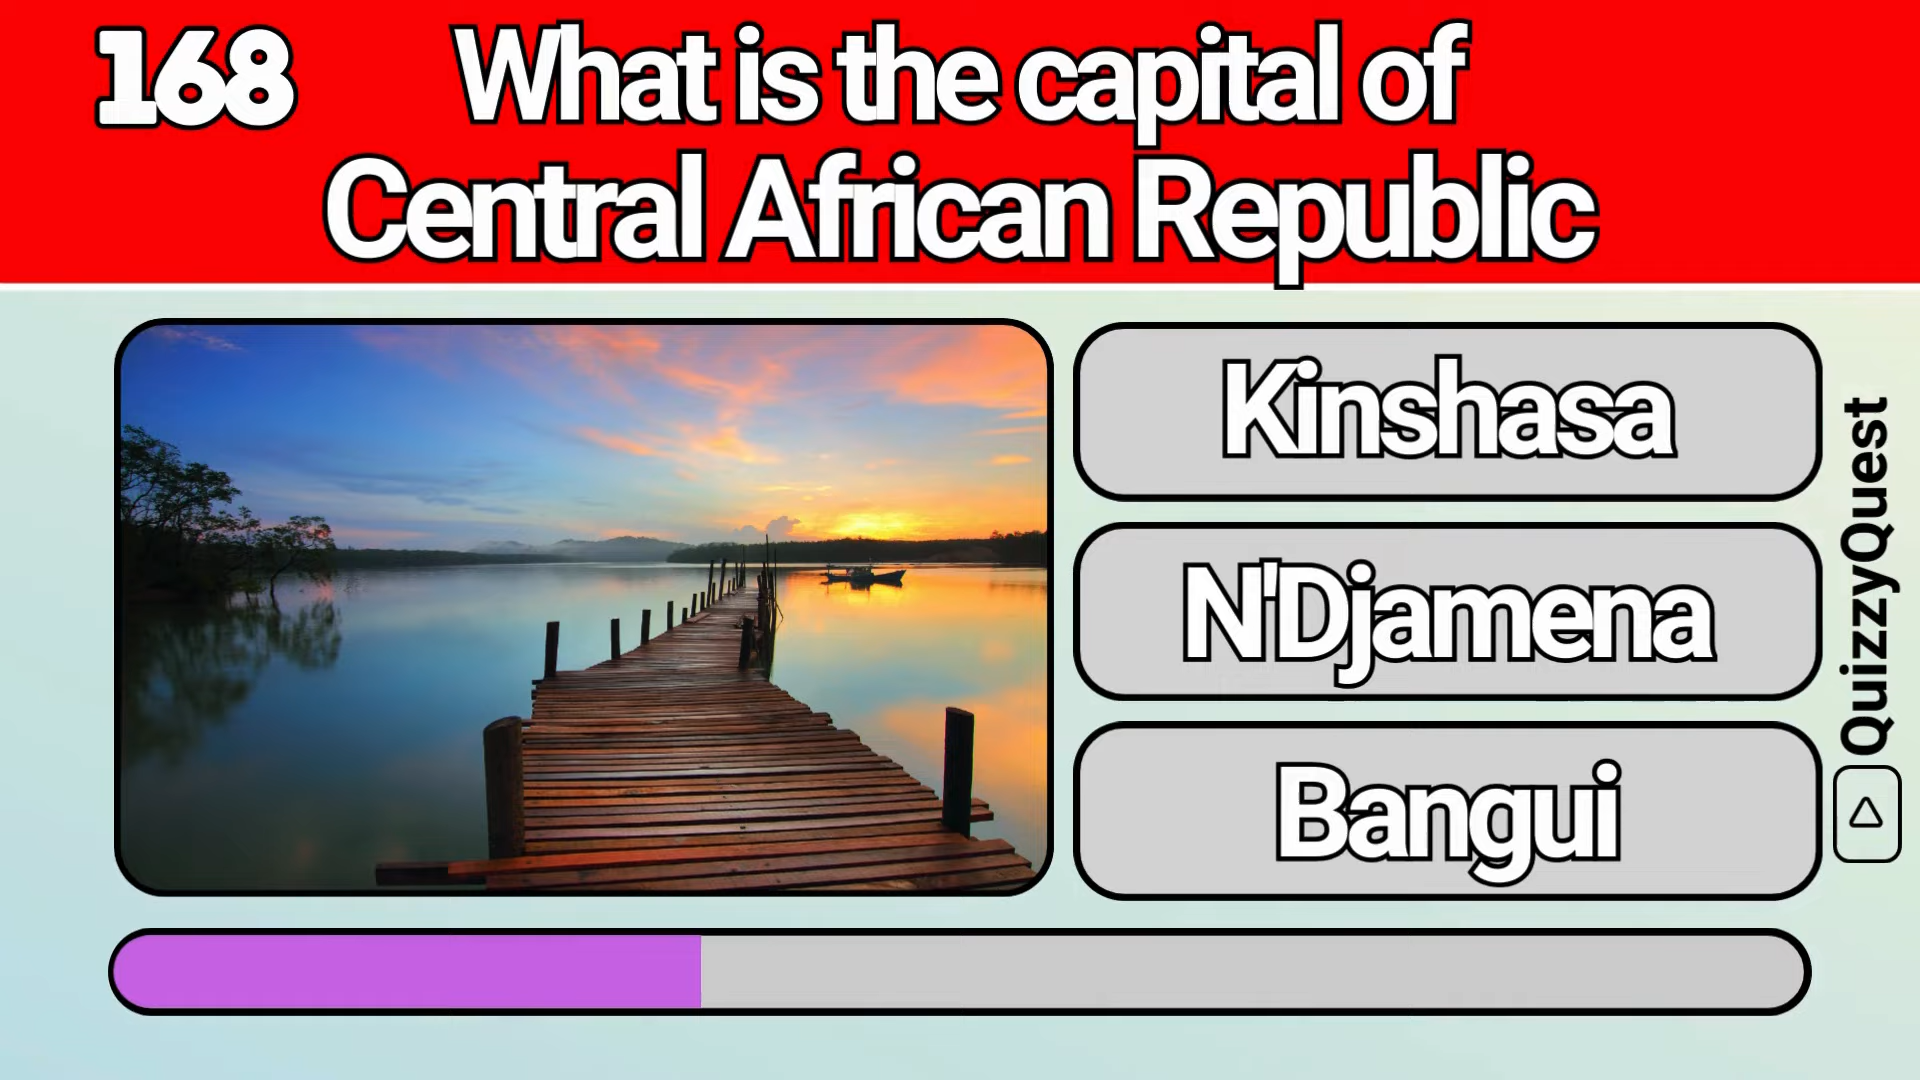 168
What is the capital of
Central African Republic
Kinshasa
N'Djamena
Bangui
QuizzyQuest